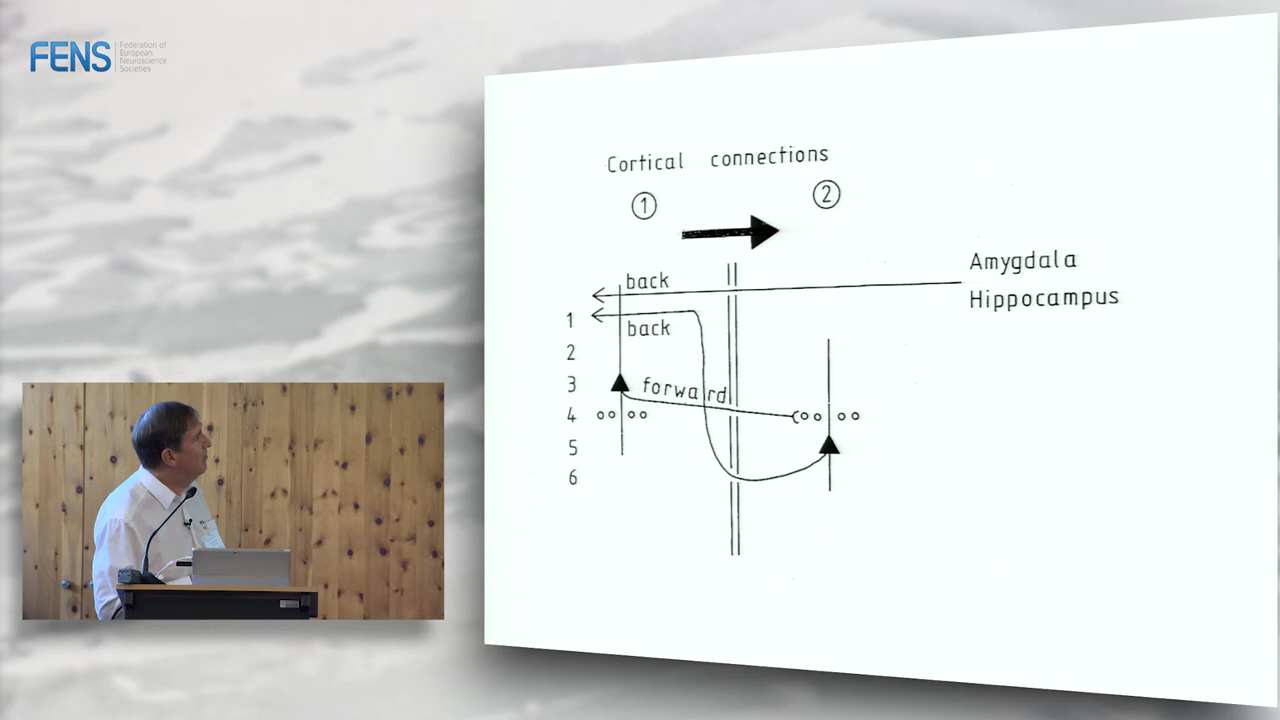 FENS
Federation of
European
Neuroscience
Societies
Cortical connections
1 2
back
Amygdala
Hippocampus
back
1
2
3
forward
4
5
6